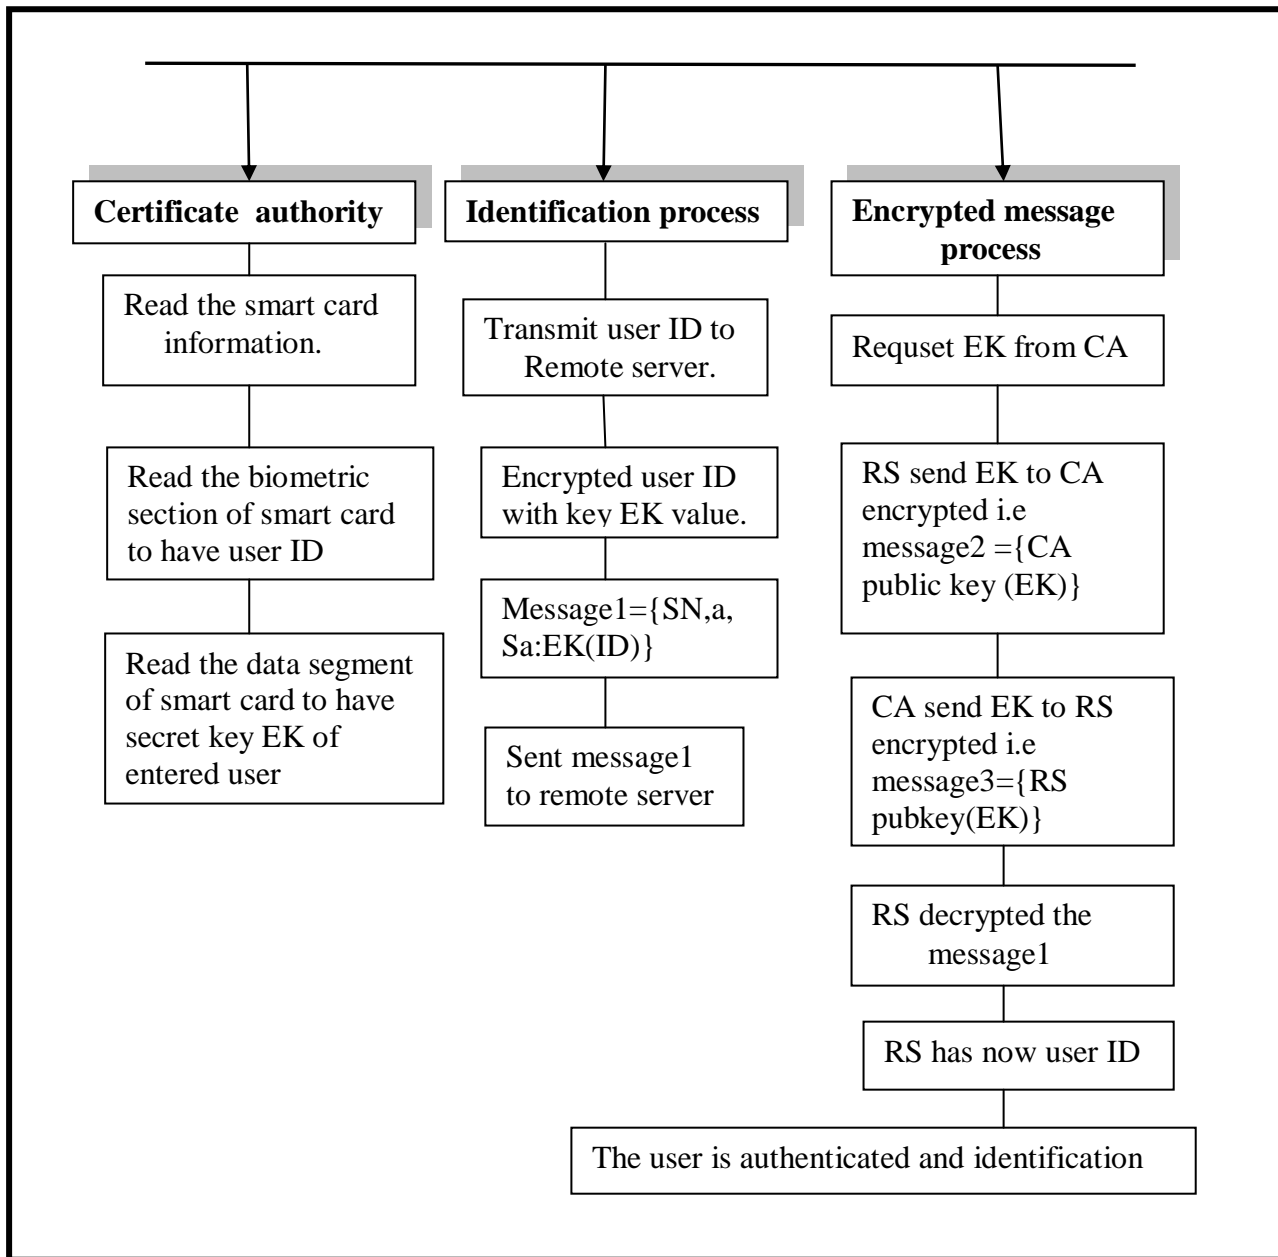 Certificate authority
Read the smart card
information.
Read the biometric
section of smart card
to have user ID
Read the data segment
of smart card to have
secret key EK of
entered user
Identification process
Transmit user ID to
Remote server.
Encrypted user ID
with key EK value.
Message1={SN,a,
Sa:EK(ID)}
Sent message1
to remote server
Encrypted message
process
Requset EK from CA
RS send EK to CA
encrypted i.e
message2 ={CA
public key (EK)}
CA send EK to RS
encrypted i.e
message3={RS
pubkey(EK)}
RS decrypted the
message1
RS has now user ID
The user is authenticated and identification